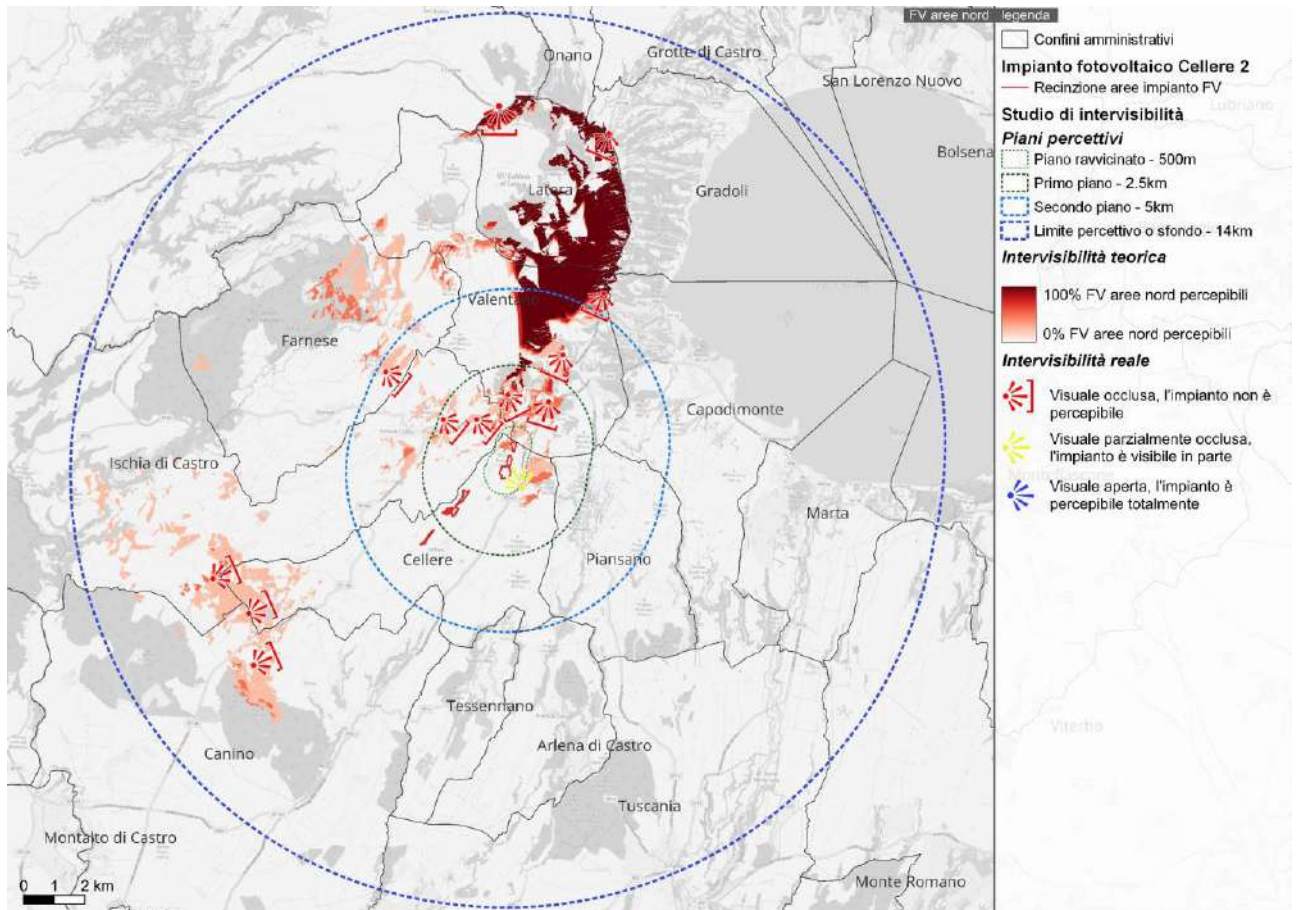 FV aree nord legenda
Confini amministrativi
Impianto fotovoltaico Cellere 2
Recinzione aree impianto FV
Studio di intervisibilità
Piani percettivi
Piano ravvicinato - 500m
Primo piano - 2.5km
Secondo piano - 5km
Limite percettivo o sfondo - 14km
Intervisibilità teorica
100% FV aree nord percepibili
0% FV aree nord percepibili
Intervisibilità reale
Visuale occlusa, l'impianto non è
percepibile
Visuale parzialmente occlusa,
l'impianto è visibile in parte
Visuale aperta, l'impianto è
percepibile totalmente
Onano
Grotte di Castro
San Lorenzo Nuovo
Lubriano
Bolsena
Latera
Gradoli
Valentano
Farnese
Capodimonte
Ischia di Castro
Montefiascone
Marta
Cellere
Piansano
Tessennano
Viterbo
Canino
Arlena di Castro
Tuscania
Montalto di Castro
Monte Romano
0 1 2 km